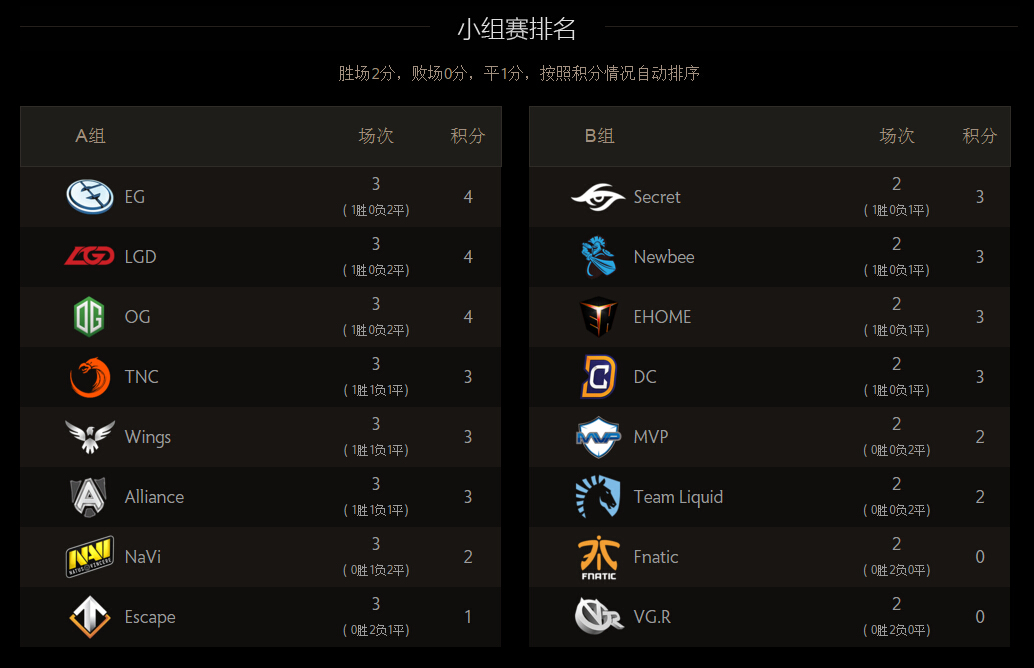 小组赛排名
胜场2分，败场0分，平1分，按照积分情况自动排序
A组 场次 积分
EG 3 4
( 1胜0负2平)
LGD LGD 3 4
( 1胜0负2平)
OG OG 3 4
( 1胜0负2平)
TNC 3 3
( 1胜1负1平)
Wings 3 3
( 1胜1负1平)
A Alliance 3 3
( 1胜1负1平)
NAVI NATUS VINCERE NaVi 3 2
( 0胜1负2平)
Escape 3 1
( 0胜2负1平)
B组 场次 积分
Secret 2 3
( 1胜0负1平)
Newbee 2 3
( 1胜0负1平)
EHOME 2 3
( 1胜0负1平)
DC DC 2 3
( 1胜0负1平)
MVP MVP 2 2
( 0胜0负2平)
Team Liquid 2 2
( 0胜0负2平)
FNATIC Fnatic 2 0
( 0胜2负0平)
VG.R 2 0
( 0胜2负0平)